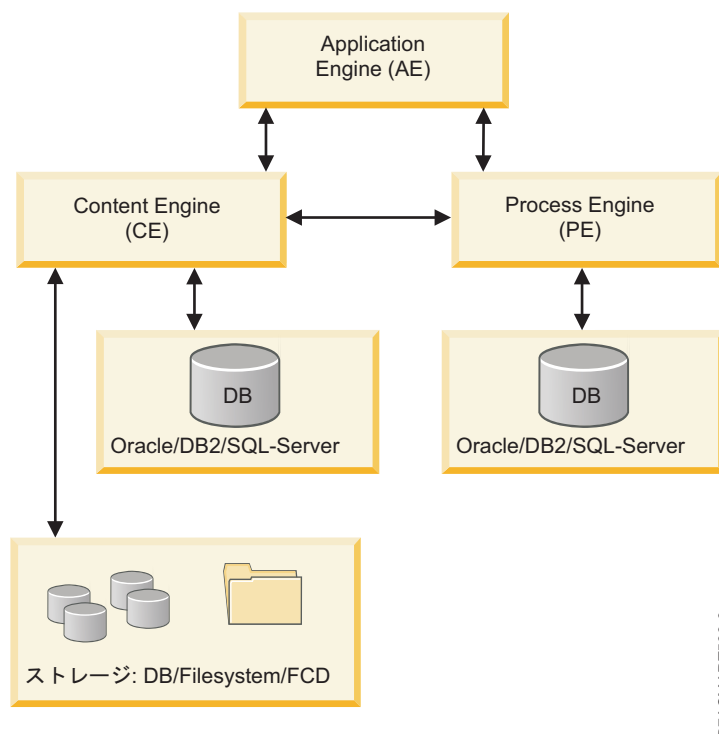 Application
Engine (AE)
Content Engine
(CE)
Process Engine
(PE)
DB
Oracle/DB2/SQL-Server
DB
Oracle/DB2/SQL-Server
ストレージ: DB/Filesystem/FCD